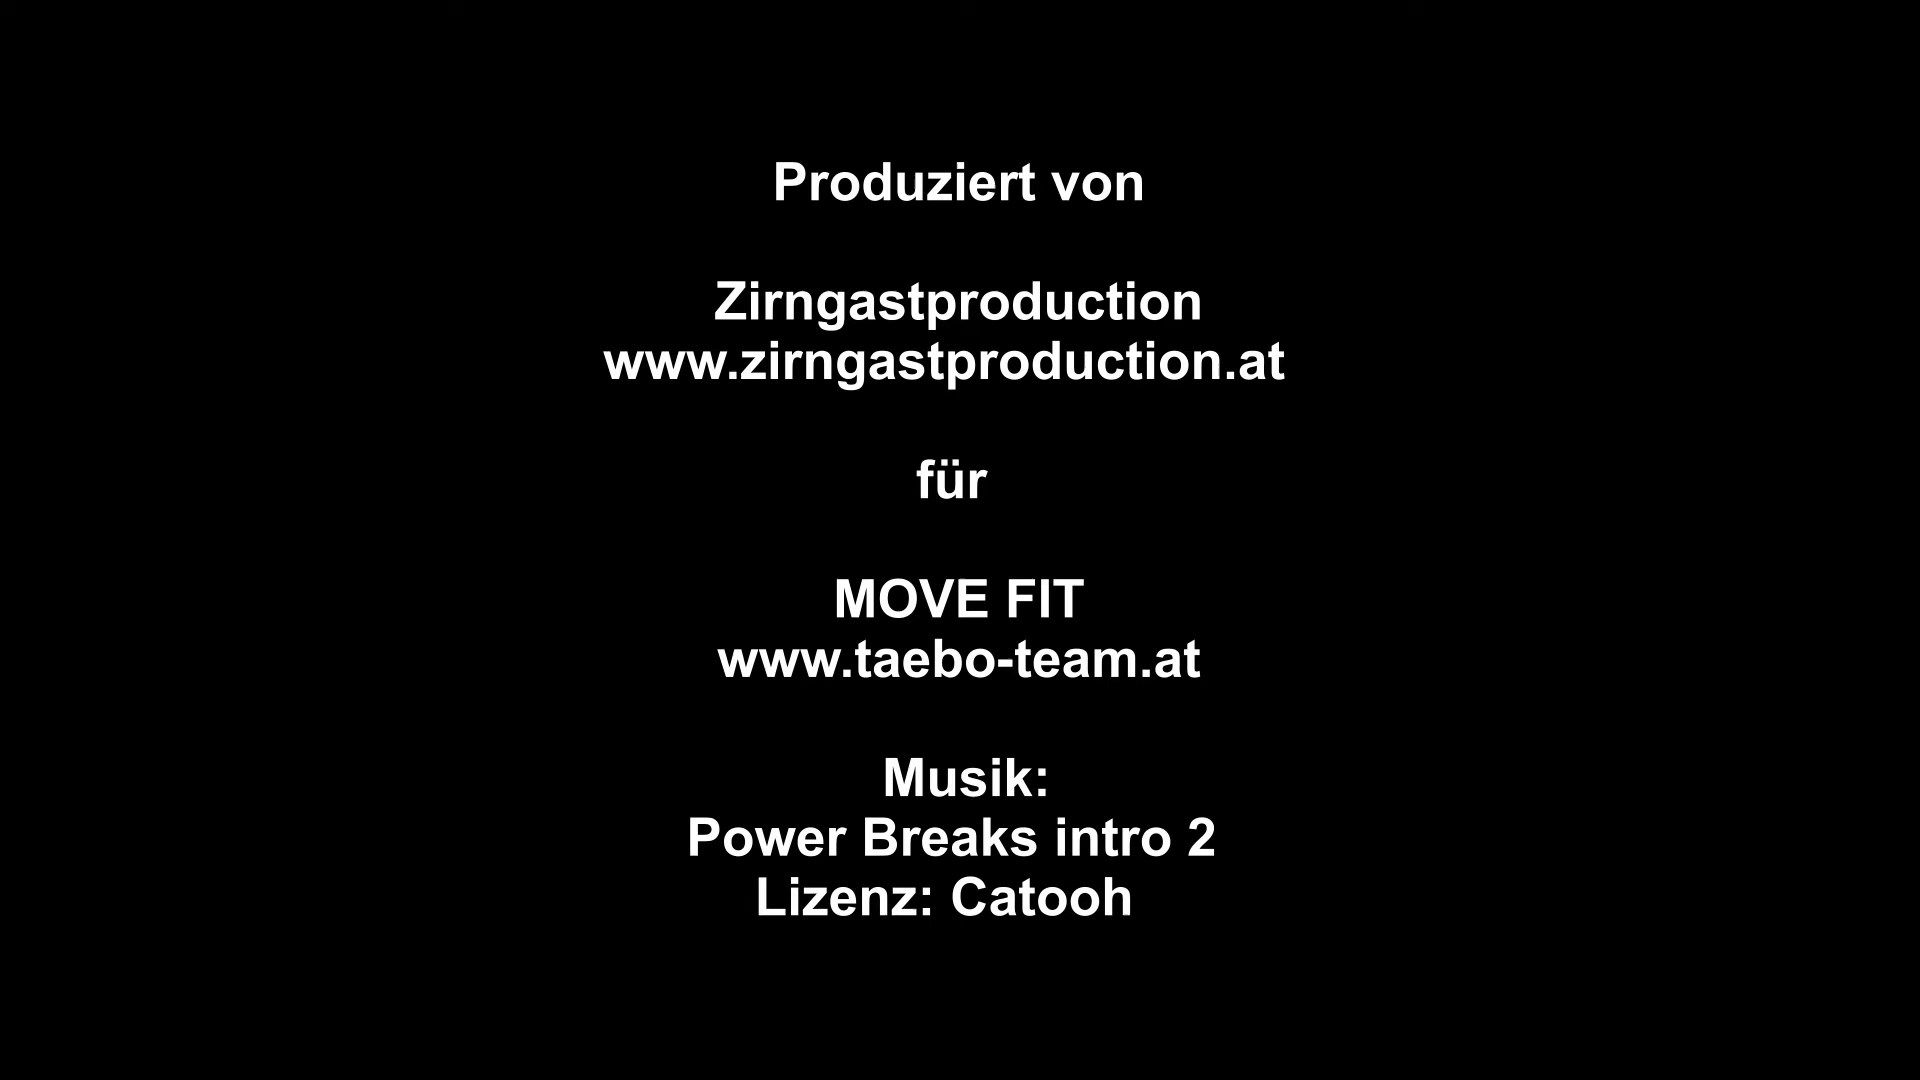 Produziert von
Zirngastproduction
www.zirngastproduction.at
für
MOVE FIT
www.taebo-team.at
Musik:
Power Breaks intro 2
Lizenz: Catooh